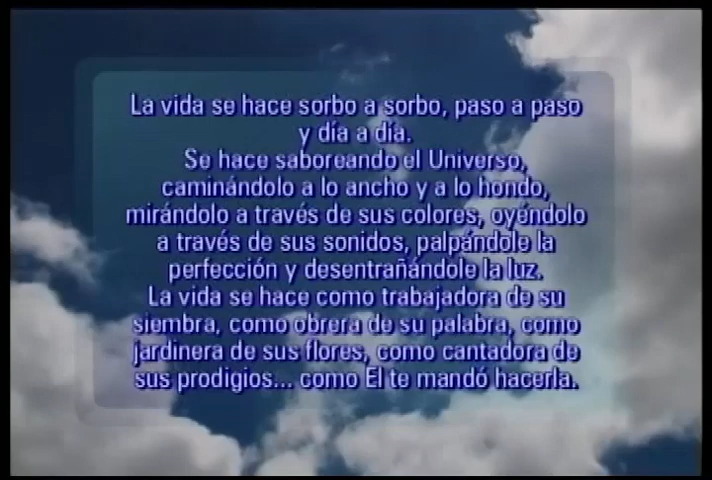 La vida se hace sorbo a sorbo, paso a paso
y día a día.
Se hace saboreando el Universo,
caminándolo a lo ancho y a lo hondo,
mirándolo a través de sus colores, oyéndolo
a través de sus sonidos, palpándole la
perfección y desentrañándole la luz.
La vida se hace como trabajadora de su
siembra, como obrera de su palabra, como
jardinera de sus flores, como cantadora de
sus prodigios... como El te mandó hacerla.